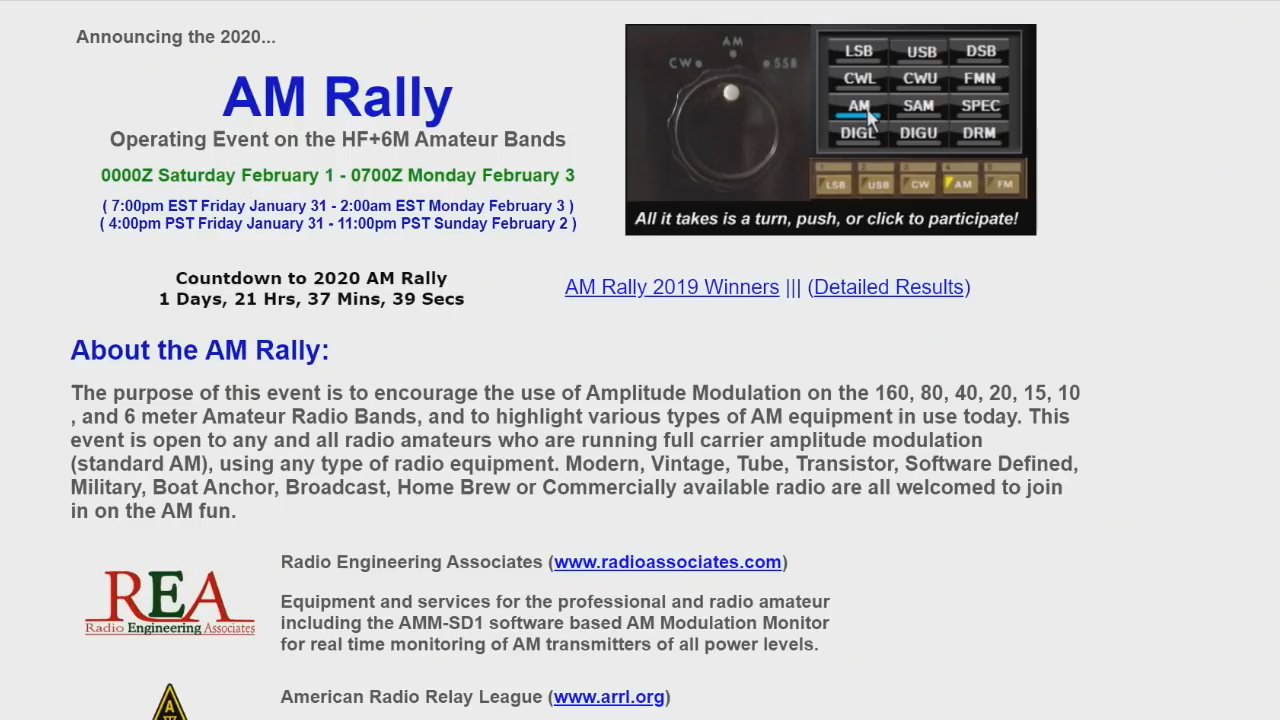 Announcing the 2020...
AM Rally
Operating Event on the HF+6M Amateur Bands
0000Z Saturday February 1 - 0700Z Monday February 3
( 7:00pm EST Friday January 31 - 2:00am EST Monday February 3 )
( 4:00pm PST Friday January 31 - 11:00pm PST Sunday February 2 )
AM
CW SSB
LSB USB DSB
CWL CWU FMN
AM SAM SPEC
DIGL DIGU DRM
1 2 3 4 5
LSB USB CW AM FM
All it takes is a turn, push, or click to participate!
Countdown to 2020 AM Rally
1 Days, 21 Hrs, 37 Mins, 39 Secs
AM Rally 2019 Winners ||| (Detailed Results)
About the AM Rally:
The purpose of this event is to encourage the use of Amplitude Modulation on the 160, 80, 40, 20, 15, 10
, and 6 meter Amateur Radio Bands, and to highlight various types of AM equipment in use today. This
event is open to any and all radio amateurs who are running full carrier amplitude modulation
(standard AM), using any type of radio equipment. Modern, Vintage, Tube, Transistor, Software Defined,
Military, Boat Anchor, Broadcast, Home Brew or Commercially available radio are all welcomed to join
in on the AM fun.
REA
Radio Engineering Associates
Radio Engineering Associates (www.radioassociates.com)
Equipment and services for the professional and radio amateur
including the AMM-SD1 software based AM Modulation Monitor
for real time monitoring of AM transmitters of all power levels.
A
American Radio Relay League (www.arrl.org)